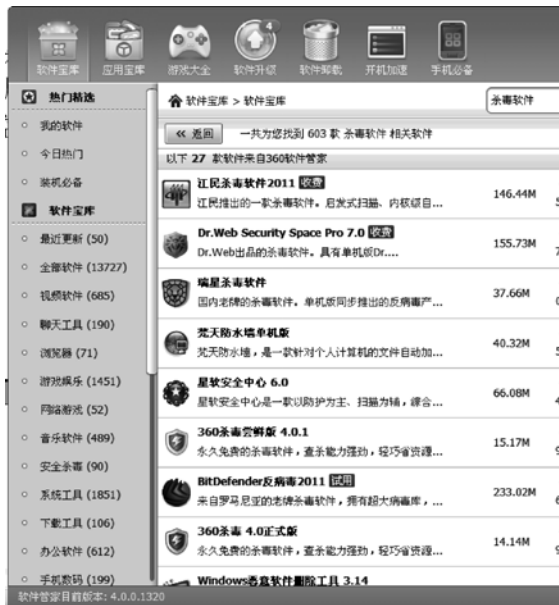 软件宝库 应用宝库 游戏大全 软件升级 软件卸载 开机加速 手机必备
4
热门精选
我的软件
今日热门
装机必备
软件宝库
最近更新 (50)
全部软件 (13727)
视频软件 (685)
聊天工具 (190)
浏览器 (71)
游戏娱乐 (1451)
网络游戏 (52)
音乐软件 (489)
安全杀毒 (90)
系统工具 (1851)
下载工具 (106)
办公软件 (612)
手机数码 (199)
软件宝库 > 软件宝库
杀毒软件
<< 返回 一共为您找到 603 款 杀毒软件 相关软件
以下 27 款软件来自360软件管家
江民杀毒软件2011 收费
江民推出的一款杀毒软件。启发式扫描、内核级自...
146.44M
Dr.Web Security Space Pro 7.0 收费
Dr.Web出品的杀毒软件。具有单机版Dr....
155.73M
瑞星杀毒软件
国内老牌的杀毒软件。单机版同步推出的反病毒产...
37.66M
梵天防水墙单机版
梵天防水墙，是一款针对个人计算机的文件自动加...
40.32M
星软安全中心 6.0
星软安全中心是一款以防护为主、扫描为辅，综合...
66.08M
360杀毒尝鲜版 4.0.1
永久免费的杀毒软件，查杀能力强劲，轻巧省资源...
15.17M
BitDefender反病毒2011 试用
来自罗马尼亚的老牌杀毒软件，拥有超大病毒库，...
233.02M
360杀毒 4.0正式版
永久免费的杀毒软件，查杀能力强劲，轻巧省资源...
14.14M
Windows恶意软件删除工具 3.14
软件管家目前版本: 4.0.0.1320